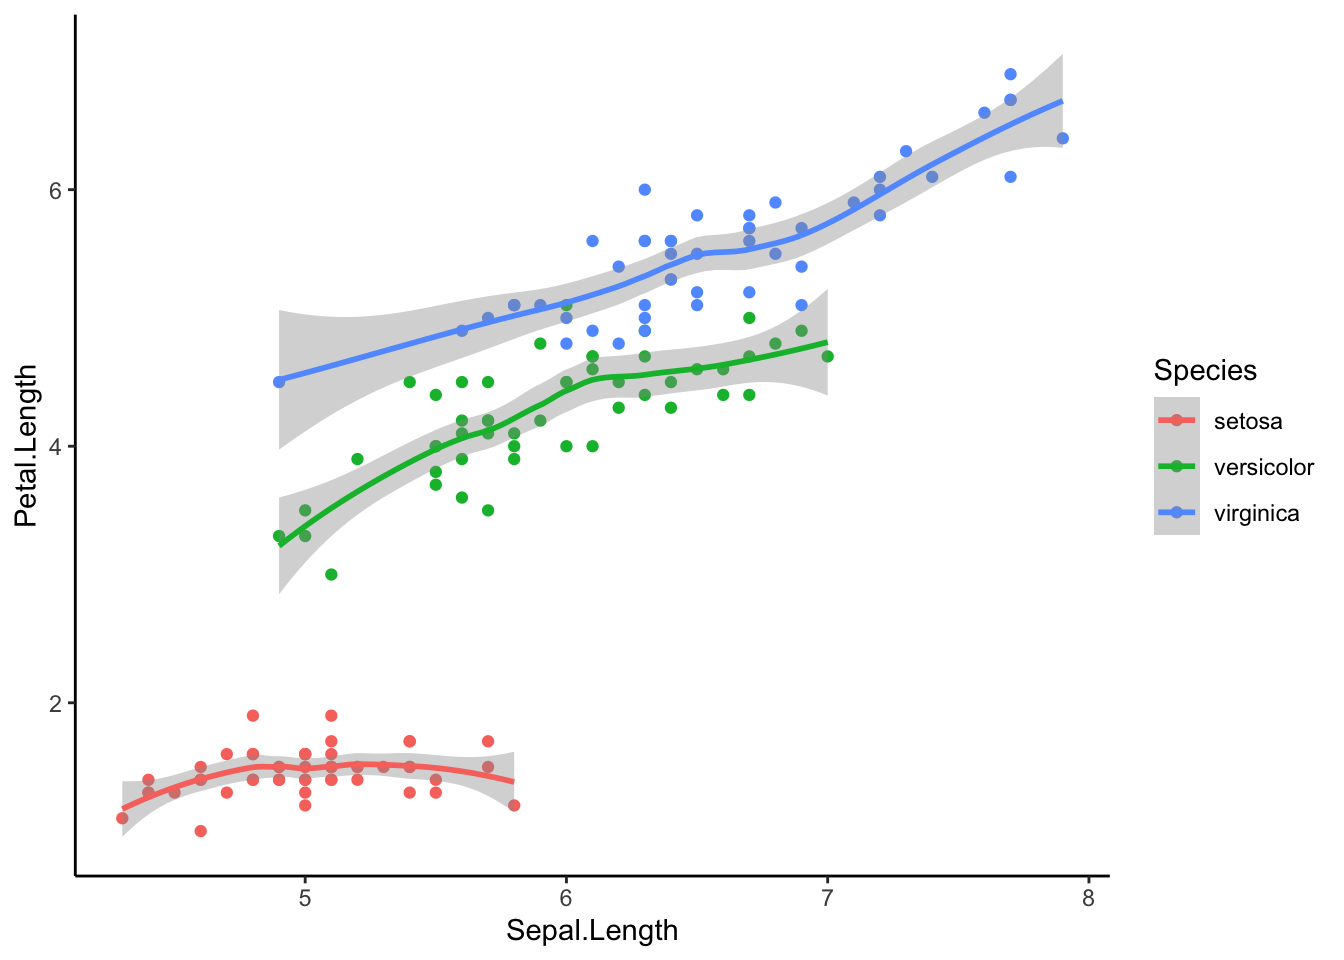 Petal.Length
6
4
2
5 6 7 8
Sepal.Length
Species
setosa
versicolor
virginica